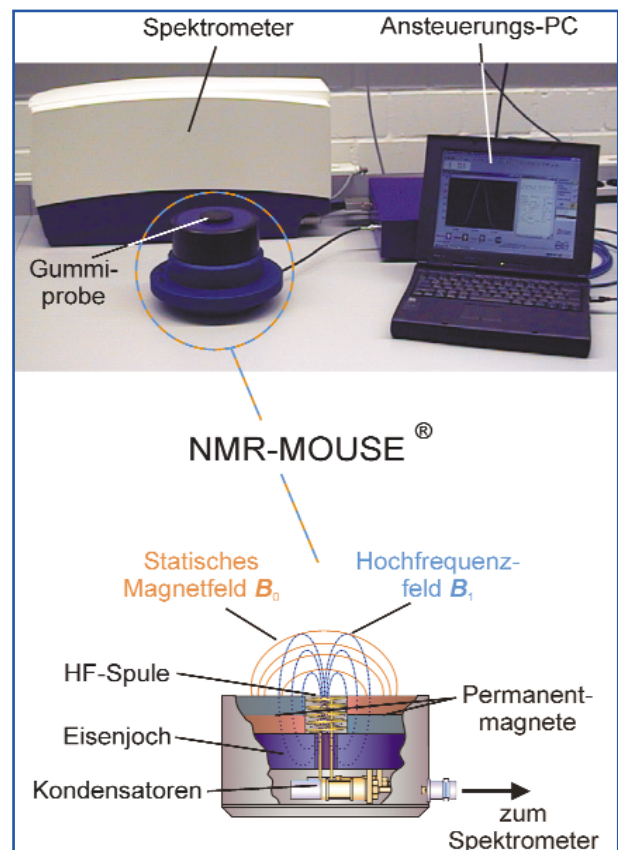 Spektrometer
Ansteuerungs-PC
Gummi-
probe
NMR-MOUSE ®
Statisches
Magnetfeld B₀
Hochfrequenz-
feld B₁
HF-Spule
Permanent-
magnete
Eisenjoch
Kondensatoren
zum
Spektrometer